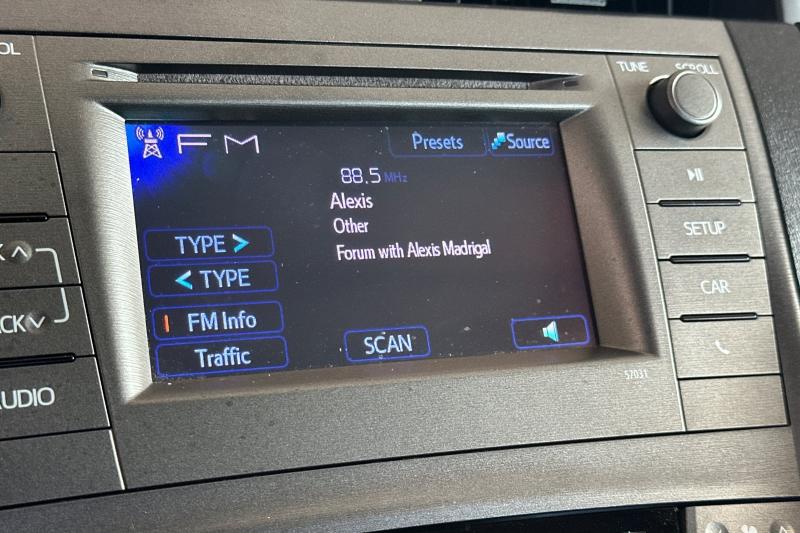 TUNE SCROLL
FM
Presets
Source
88.5 MHz
Alexis
Other
Forum with Alexis Madrigal
TYPE >
< TYPE
FM Info
Traffic
SCAN
SETUP
CAR
57031